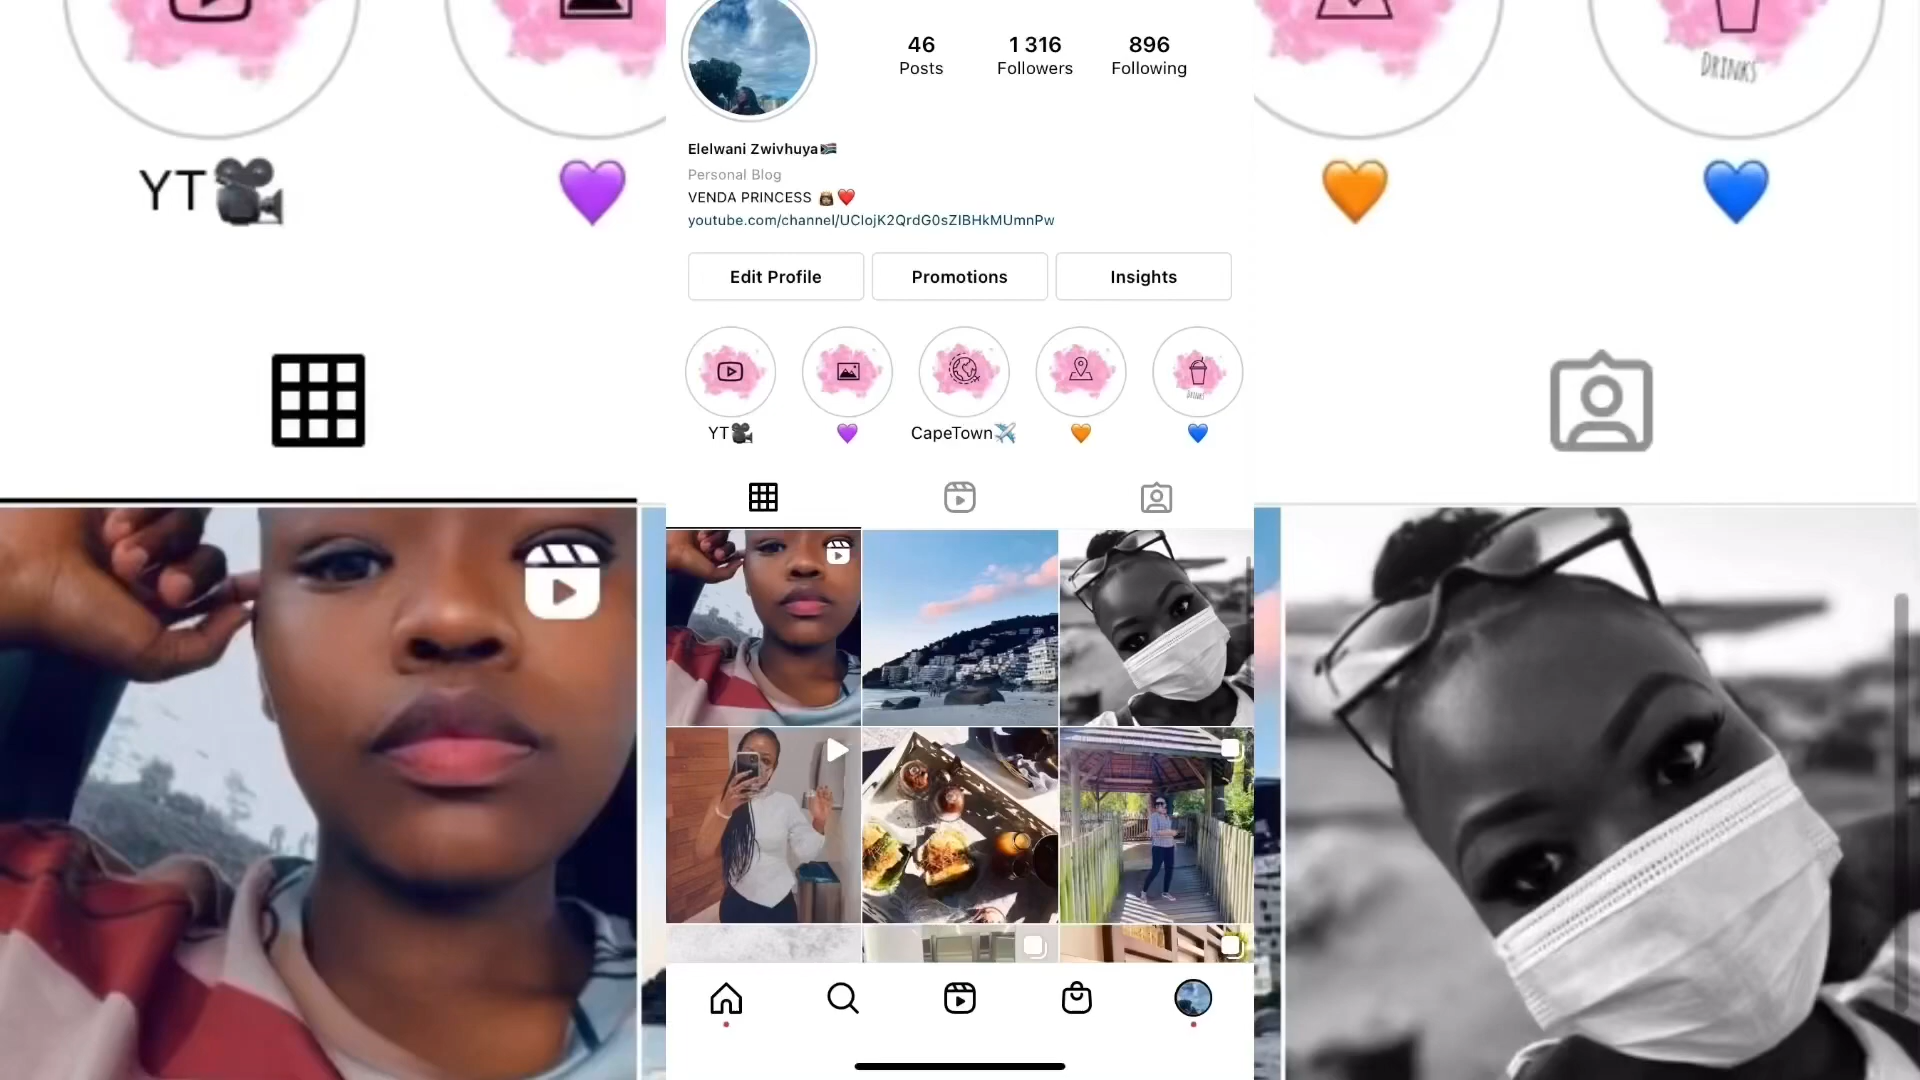 46
Posts
1 316
Followers
896
Following
Elelwani Zwivhuya🇿🇦
Personal Blog
VENDA PRINCESS 👸🏾❤️
youtube.com/channel/UClojK2QrdG0sZIBHkMUmnPw
Edit Profile
Promotions
Insights
DRINKS
YT🎥
💜
CapeTown✈️
🧡
💙
DRINKS
YT🎥
💜
🧡
💙